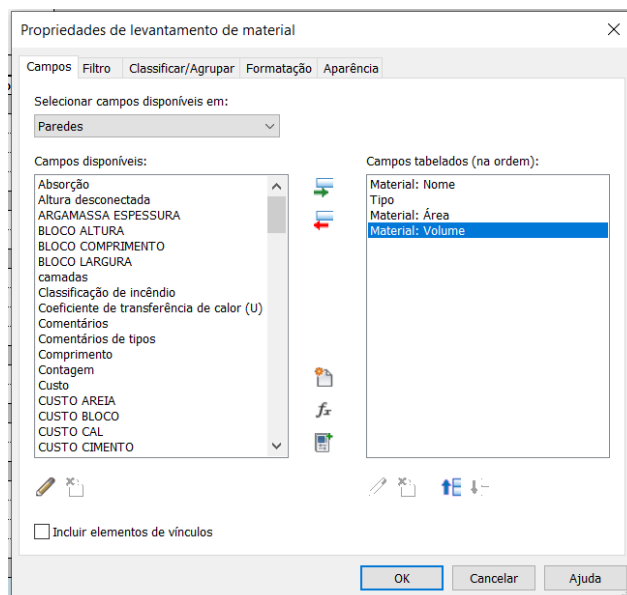 Propriedades de levantamento de material
Campos Filtro Classificar/Agrupar Formatação Aparência
Selecionar campos disponíveis em:
Paredes
Campos disponíveis:
Absorção
Altura desconectada
ARGAMASSA ESPESSURA
BLOCO ALTURA
BLOCO COMPRIMENTO
BLOCO LARGURA
camadas
Classificação de incêndio
Coeficiente de transferência de calor (U)
Comentários
Comentários de tipos
Comprimento
Contagem
Custo
CUSTO AREIA
CUSTO BLOCO
CUSTO CAL
CUSTO CIMENTO
Campos tabelados (na ordem):
Material: Nome
Tipo
Material: Área
Material: Volume
fx
Incluir elementos de vínculos
OK Cancelar Ajuda